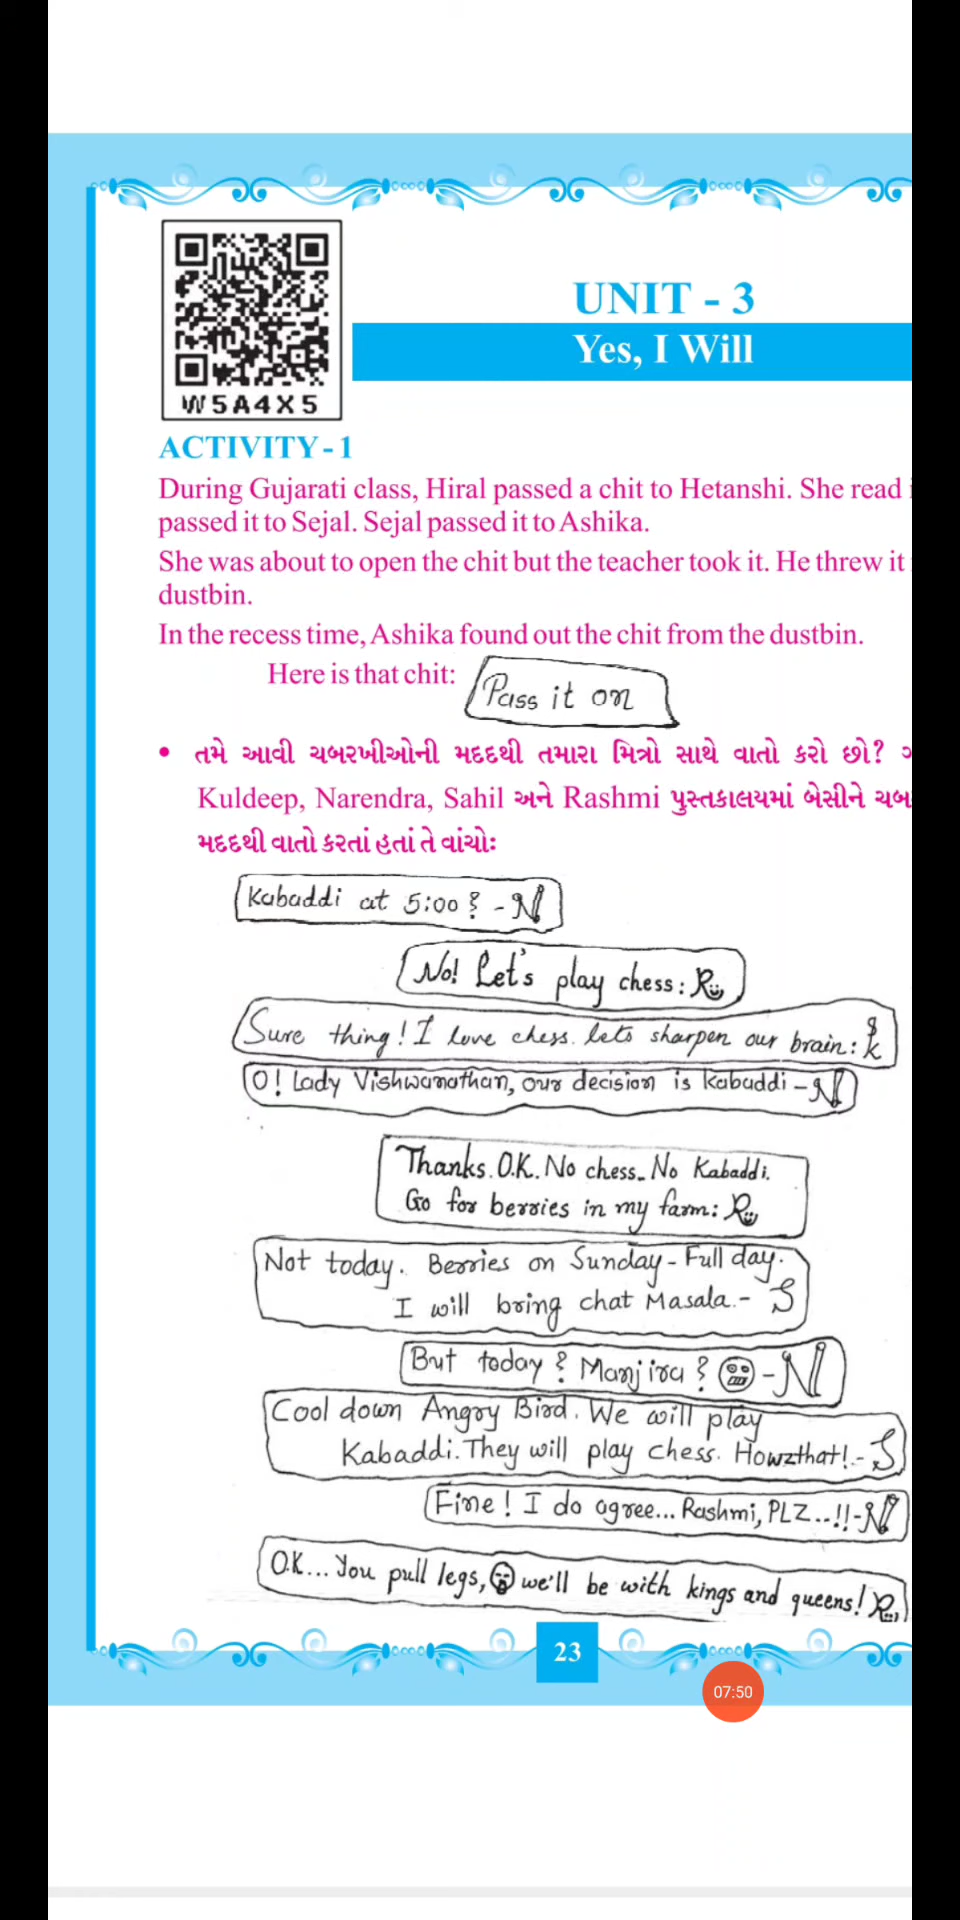 W5A4X5
UNIT - 3
Yes, I Will
ACTIVITY - 1
During Gujarati class, Hiral passed a chit to Hetanshi. She read
passed it to Sejal. Sejal passed it to Ashika.
She was about to open the chit but the teacher took it. He threw it
dustbin.
In the recess time, Ashika found out the chit from the dustbin.
Here is that chit:
Pass it on
• તમે આવી ચબરખીઓની મદદથી તમારા મિત્રો સાથે વાતો કરો છો?
Kuldeep, Narendra, Sahil અને Rashmi પુસ્તકાલયમાં બેસીને
મદદથી વાતો કરતાં હતાં તે વાંચોઃ
Kabaddi at 5:00? - N
No! Let's play chess: R
Sure thing! I love chess. lets sharpen our brain: k
O! Lady Vishwanathan, our decision is Kabaddi - N
Thanks. O.K. No chess. No Kabaddi.
Go for berries in my farm: R
Not today. Berries on Sunday - Full day.
I will bring chat Masala. - S
But today? Manjira? - N
Cool down Angry Bird. We will play
Kabaddi. They will play chess. Howzthat! - S
Fine! I do agree... Rashmi, PLZ...!! - N
O.K... You pull legs, we'll be with kings and queens! R
23
07:50